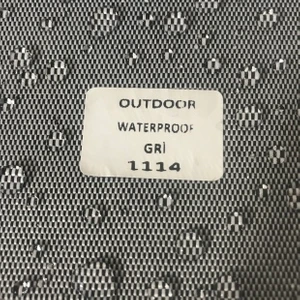 OUTDOOR
WATERPROOF
GRİ
1114